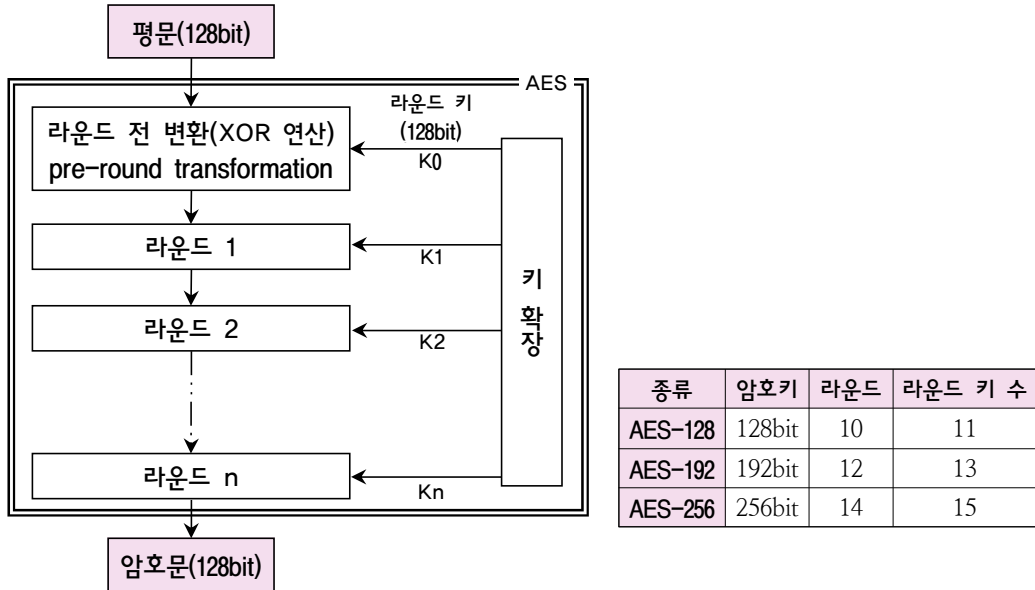 평문(128bit)
AES
라운드 키
(128bit)
라운드 전 변환(XOR 연산)
pre-round transformation
K0
라운드 1
K1
라운드 2
K2
키 확장
라운드 n
Kn
암호문(128bit)
종류 암호키 라운드 라운드 키 수
AES-128 128bit 10 11
AES-192 192bit 12 13
AES-256 256bit 14 15